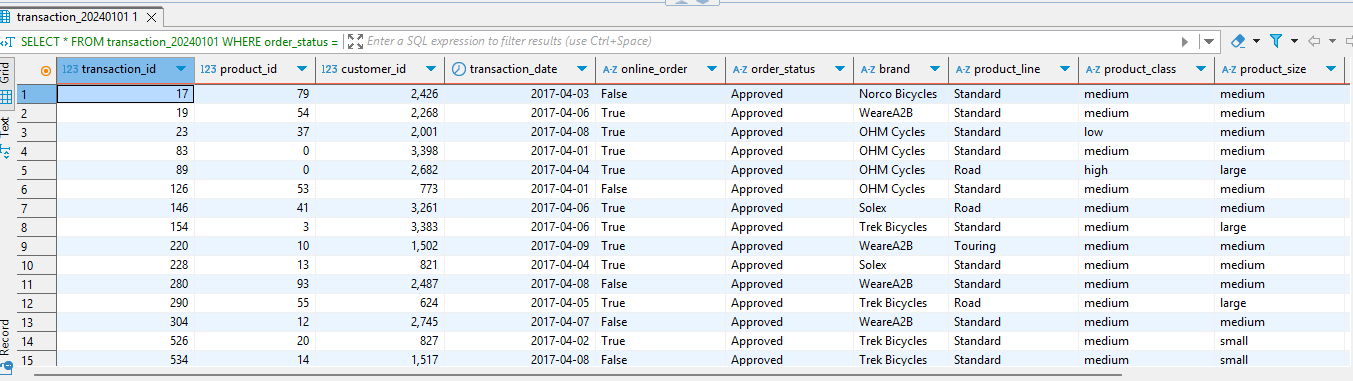 transaction_20240101 1
SELECT * FROM transaction_20240101 WHERE order_status = Enter a SQL expression to filter results (use Ctrl+Space)
Grid
Text
Record
123 transaction_id 123 product_id 123 customer_id transaction_date A-Z online_order A-Z order_status A-Z brand A-Z product_line A-Z product_class A-Z product_size
1 17 79 2,426 2017-04-03 False Approved Norco Bicycles Standard medium medium
2 19 54 2,268 2017-04-06 True Approved WeareA2B Standard medium medium
3 23 37 2,001 2017-04-08 True Approved OHM Cycles Standard low medium
4 83 0 3,398 2017-04-01 True Approved OHM Cycles Standard medium medium
5 89 0 2,682 2017-04-04 True Approved OHM Cycles Road high large
6 126 53 773 2017-04-01 False Approved OHM Cycles Standard medium medium
7 146 41 3,261 2017-04-06 True Approved Solex Road medium medium
8 154 3 3,383 2017-04-06 True Approved Trek Bicycles Standard medium large
9 220 10 1,502 2017-04-09 True Approved WeareA2B Touring medium medium
10 228 13 821 2017-04-04 True Approved Solex Standard medium medium
11 280 93 2,487 2017-04-08 False Approved WeareA2B Standard medium medium
12 290 55 624 2017-04-05 True Approved Trek Bicycles Road medium large
13 304 12 2,745 2017-04-07 False Approved WeareA2B Standard medium medium
14 526 20 827 2017-04-02 True Approved Trek Bicycles Standard medium small
15 534 14 1,517 2017-04-08 False Approved Trek Bicycles Standard medium small